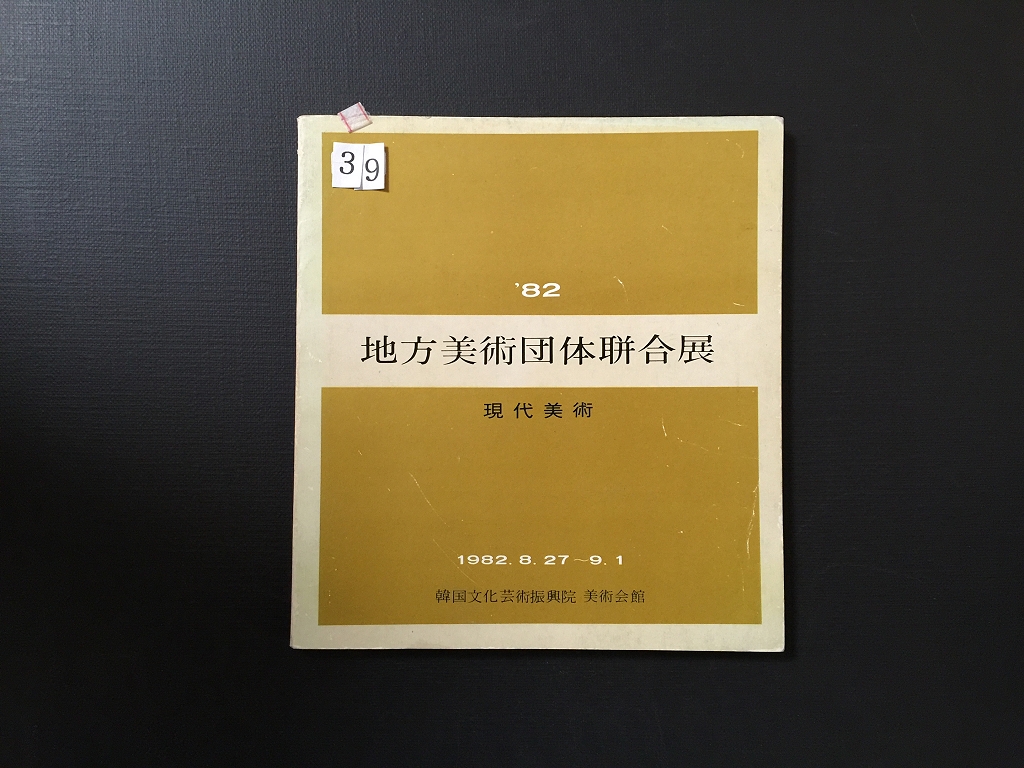 39
'82
地方美術団体聯合展
現代美術
1982. 8. 27~9. 1
韓国文化芸術振興院 美術会館